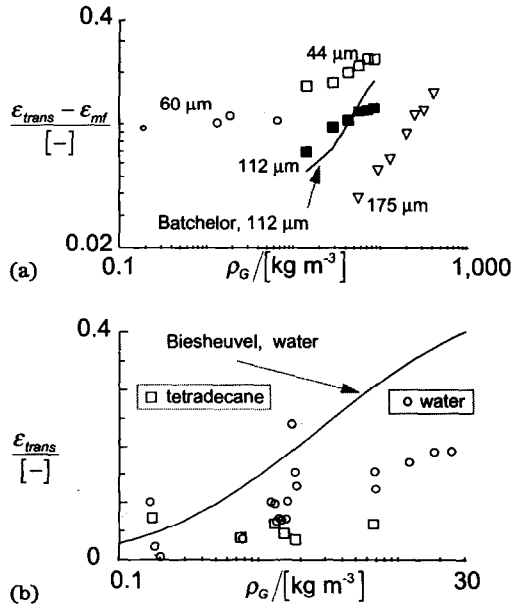 0.4
44 µm
εtrans − εmf
[−]
60 µm
112 µm
Batchelor, 112 µm
175 µm
0.02
(a)
0.1
ρG/[kg m⁻³]
1,000
0.4
Biesheuvel, water
tetradecane
water
εtrans
[−]
0
(b)
0.1
ρG/[kg m⁻³]
30